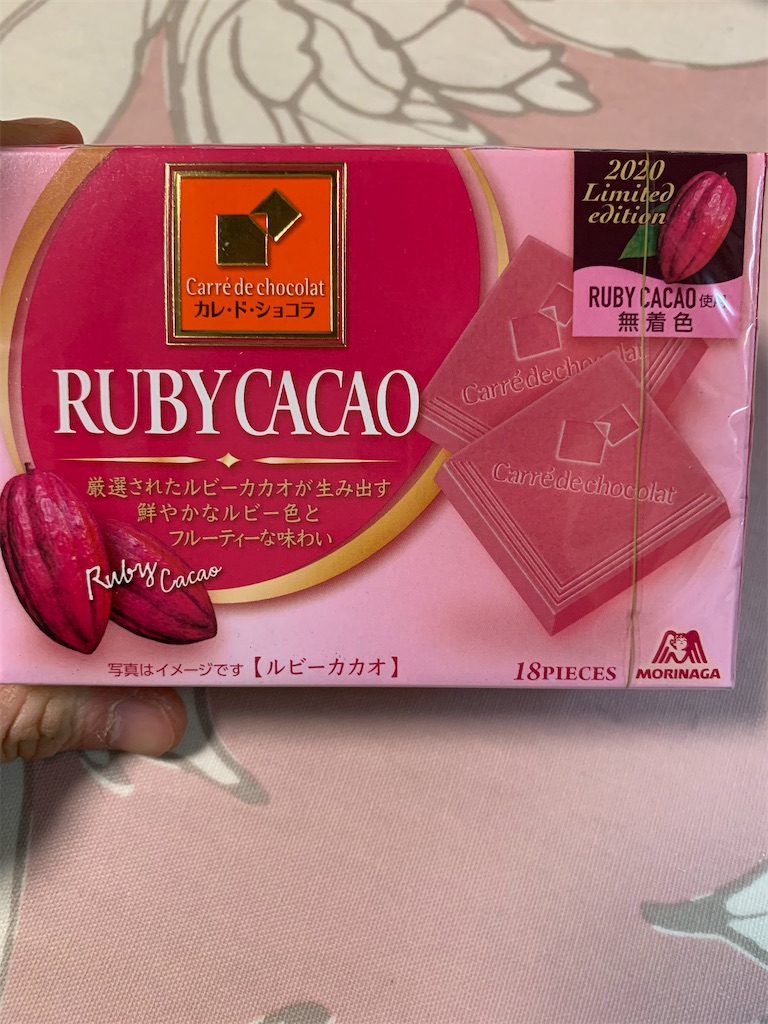 Carré de chocolat
カレ・ド・ショコラ
2020
Limited
edition
RUBY CACAO 使用
無着色
RUBY CACAO
厳選されたルビーカカオが生み出す
鮮やかなルビー色と
フルーティーな味わい
Carré de chocolat
Carré de chocolat
Ruby Cacao
写真はイメージです【ルビーカカオ】
18PIECES
MORINAGA